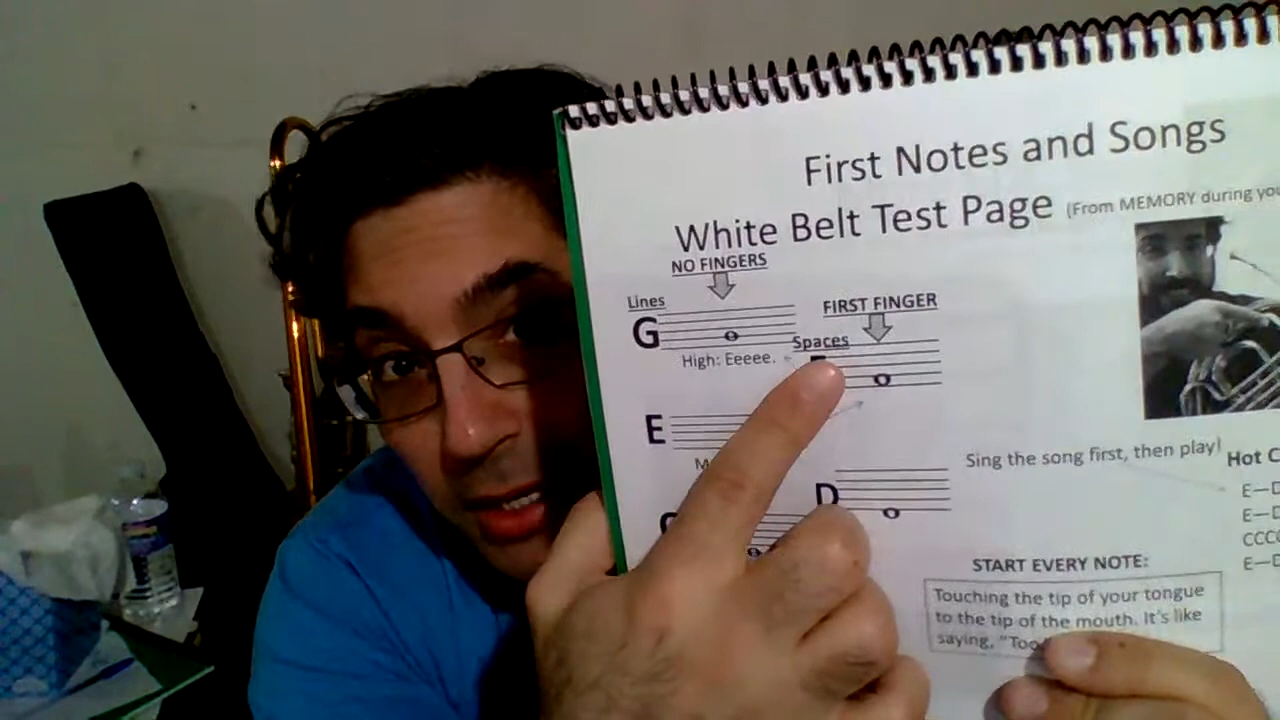 First Notes and Songs
White Belt Test Page (From MEMORY during
NO FINGERS
Lines
FIRST FINGER
G
Spaces
High: Eeeee.
E
Sing the song first, then play!
Hot
D
E—D
E—D
CCCC
E—D
START EVERY NOTE:
Touching the tip of your tongue
to the tip of the mouth. It's like
saying, "Too